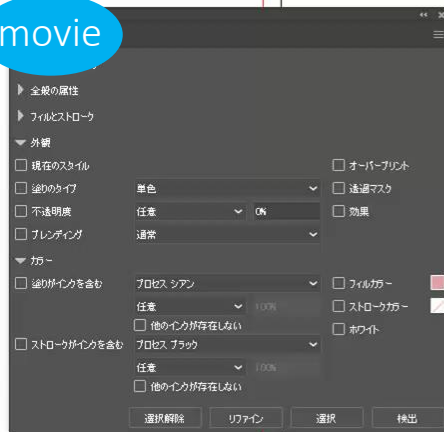 movie
全般の属性
フィルとストローク
外観
現在のスタイル
オーバープリント
塗りのタイプ 単色 透過マスク
不透明度 任意 0% 効果
ブレンディング 通常
カラー
塗りがインクを含む プロセス シアン フィルカラー
任意 100% ストロークカラー
他のインクが存在しない ホワイト
ストロークがインクを含む プロセス ブラック
任意 100%
他のインクが存在しない
選択解除 リファイン 選択 検出